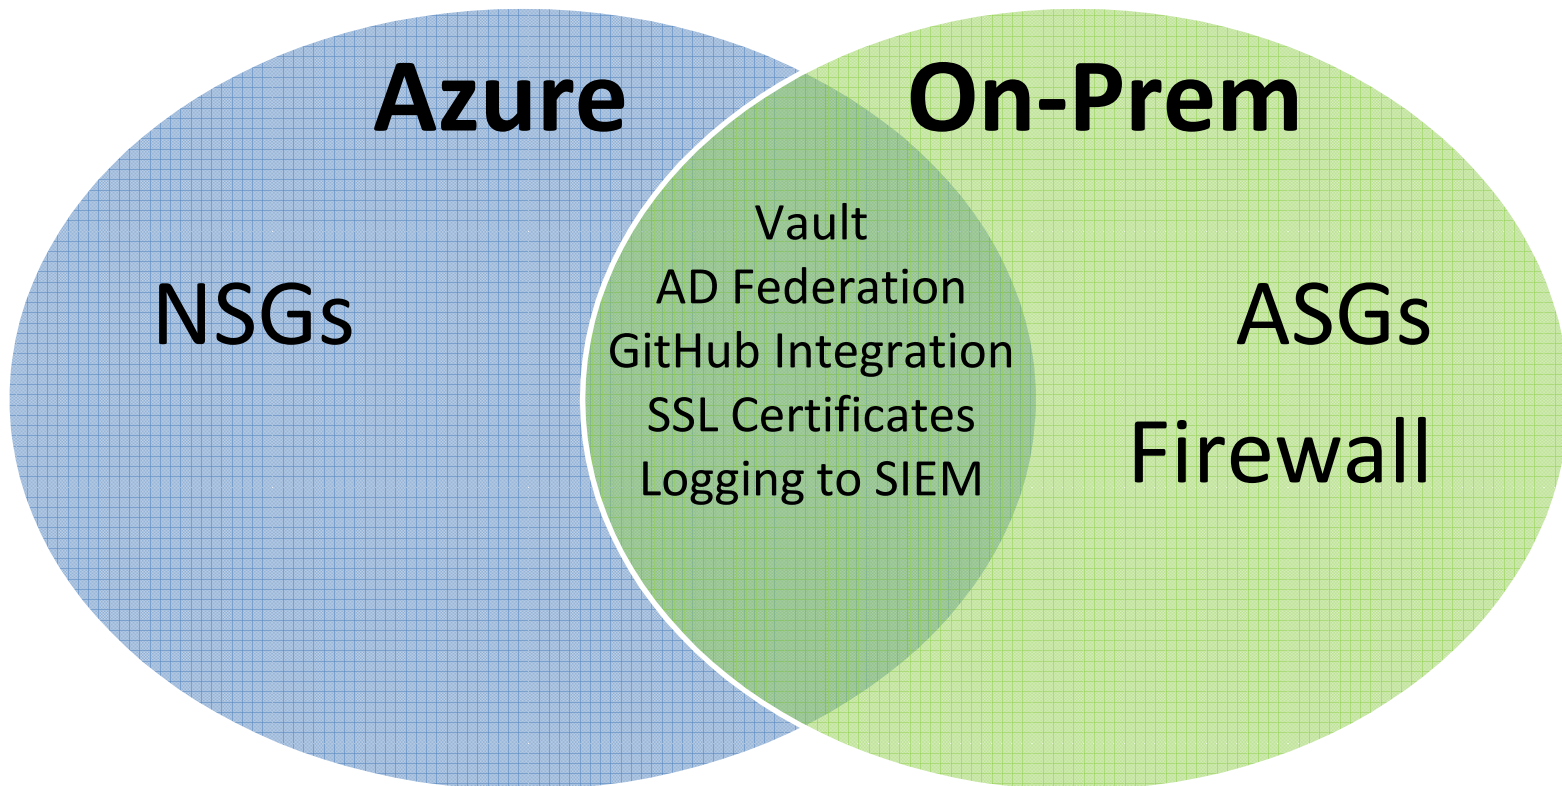 Azure
On-Prem
NSGs
Vault
AD Federation
GitHub Integration
SSL Certificates
Logging to SIEM
ASGs
Firewall